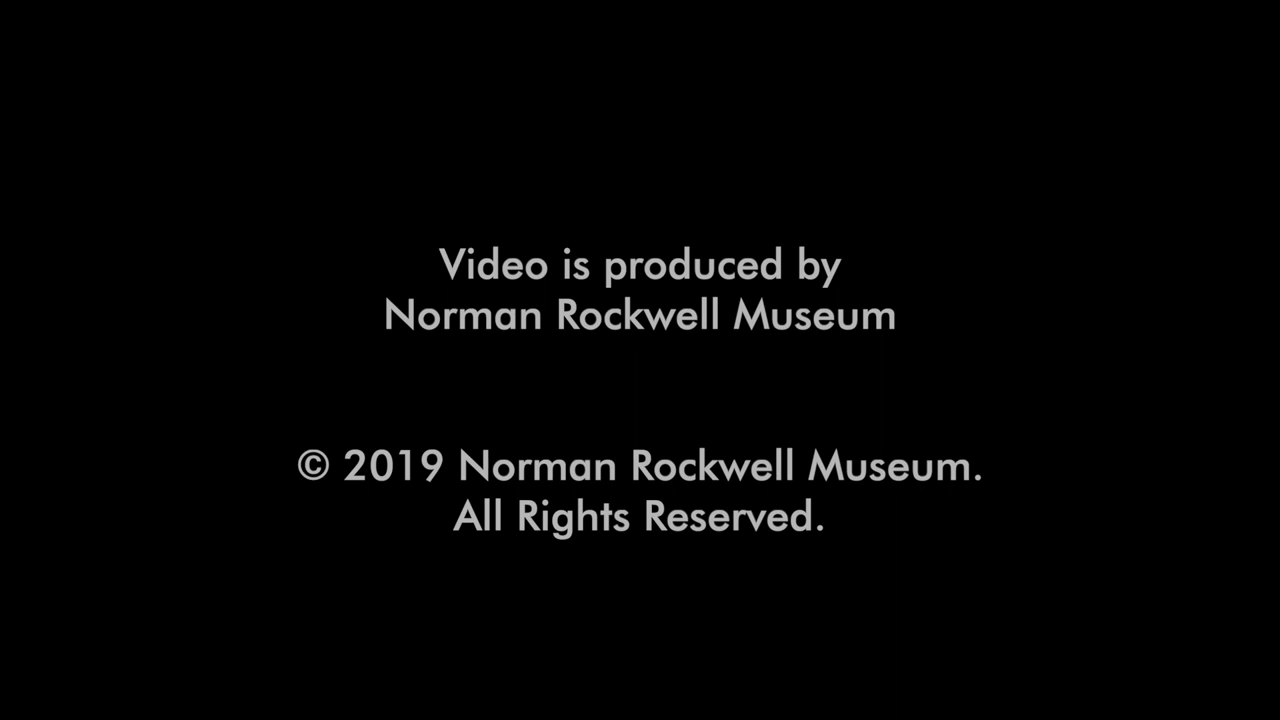 Video is produced by
Norman Rockwell Museum
© 2019 Norman Rockwell Museum.
All Rights Reserved.